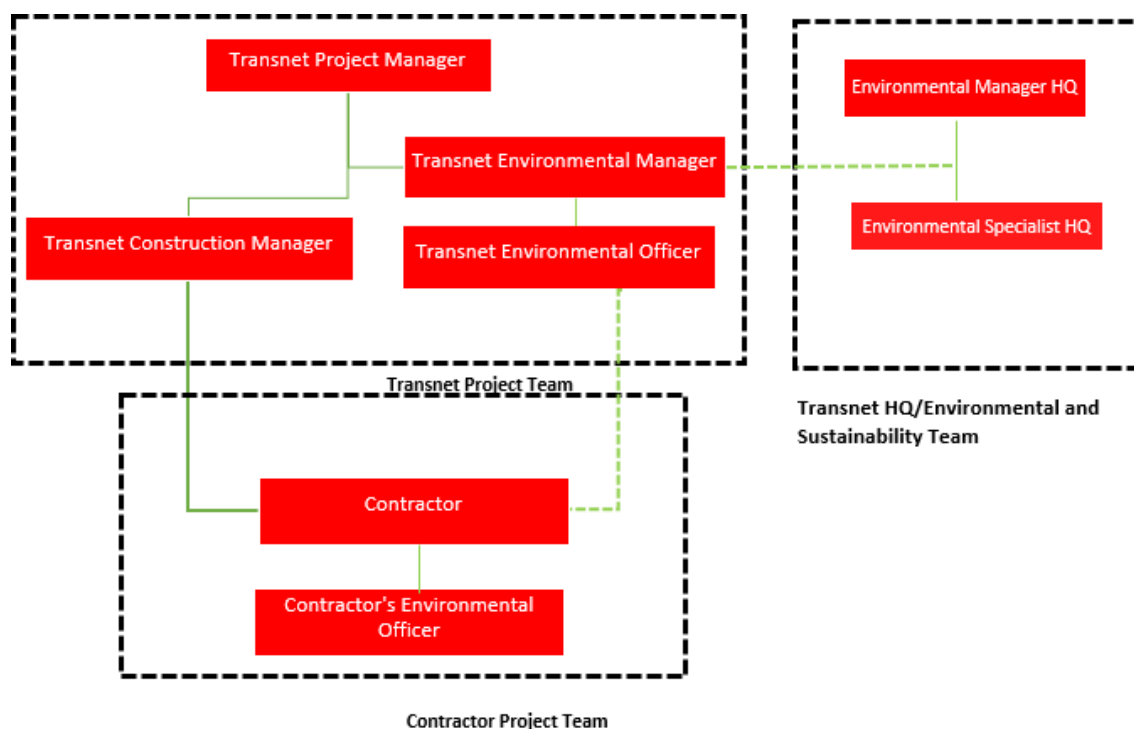 Transnet Project Manager
Environmental Manager HQ
Transnet Environmental Manager
Transnet Construction Manager
Transnet Environmental Officer
Environmental Specialist HQ
Transnet Project Team
Transnet HQ/Environmental and
Sustainability Team
Contractor
Contractor's Environmental
Officer
Contractor Project Team